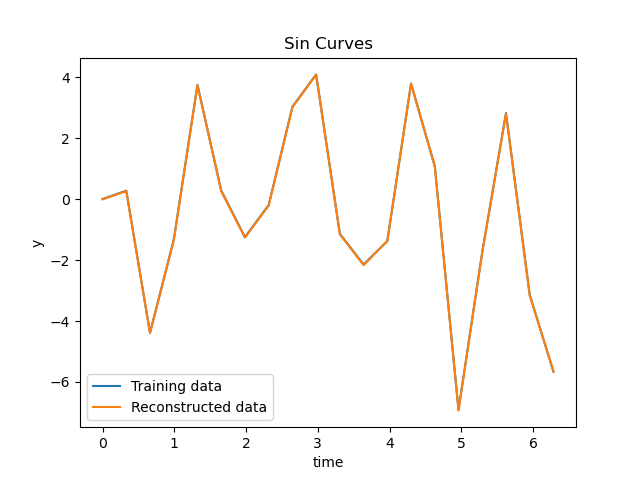 Sin Curves
4
2
0
−2
−4
−6
y
Training data
Reconstructed data
0 1 2 3 4 5 6
time